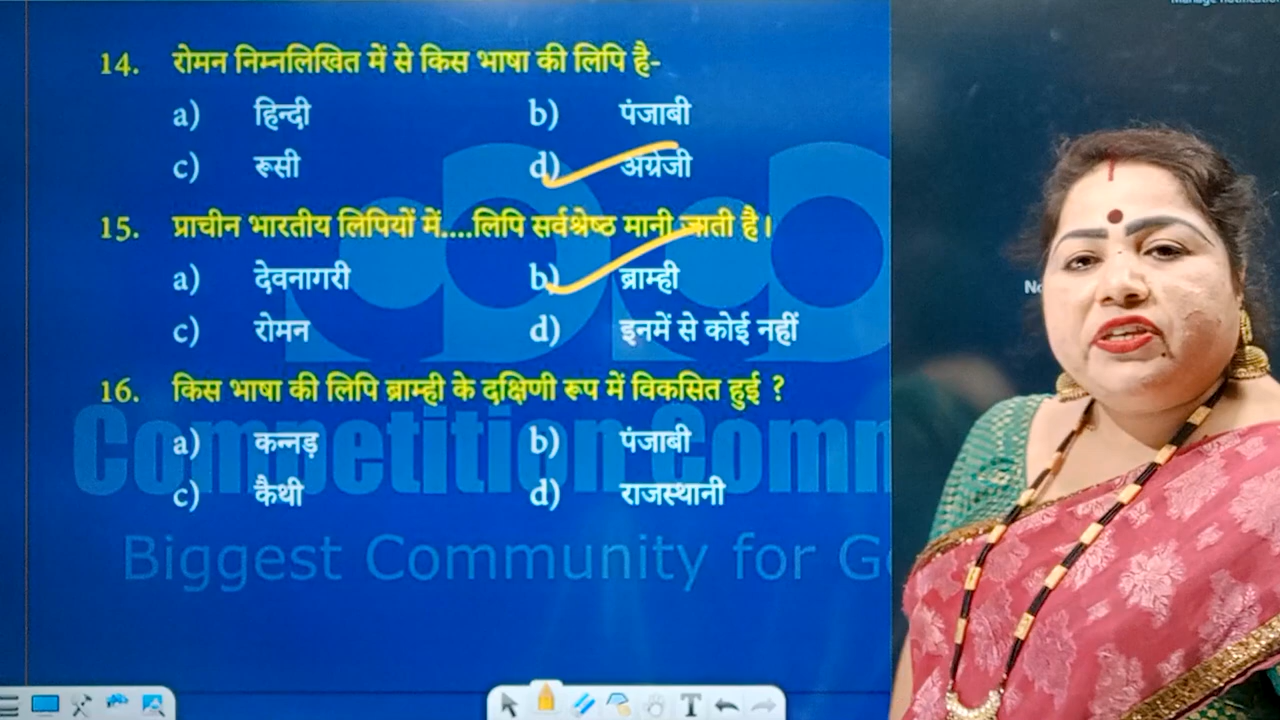 14. रोमन निम्नलिखित में से किस भाषा की लिपि है-
a) हिन्दी b) पंजाबी
c) रूसी d) अंग्रेजी
15. प्राचीन भारतीय लिपियों में....लिपि सर्वश्रेष्ठ मानी जाती है।
a) देवनागरी b) ब्राम्ही
c) रोमन d) इनमें से कोई नहीं
16. किस भाषा की लिपि ब्राम्ही के दक्षिणी रूप में विकसित हुई ?
a) कन्नड़ b) पंजाबी
c) कैथी d) राजस्थानी
Competition Comm
Biggest Community for G